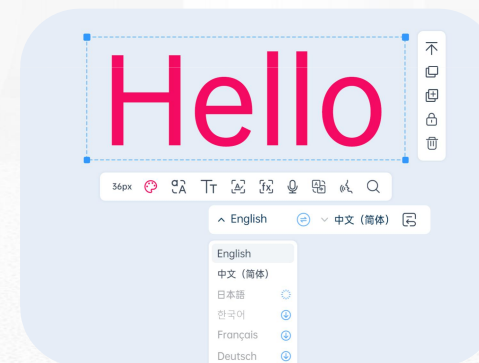 Hello
36px
English 中文（简体）
English
中文（简体）
日本語
한국어
Français
Deutsch